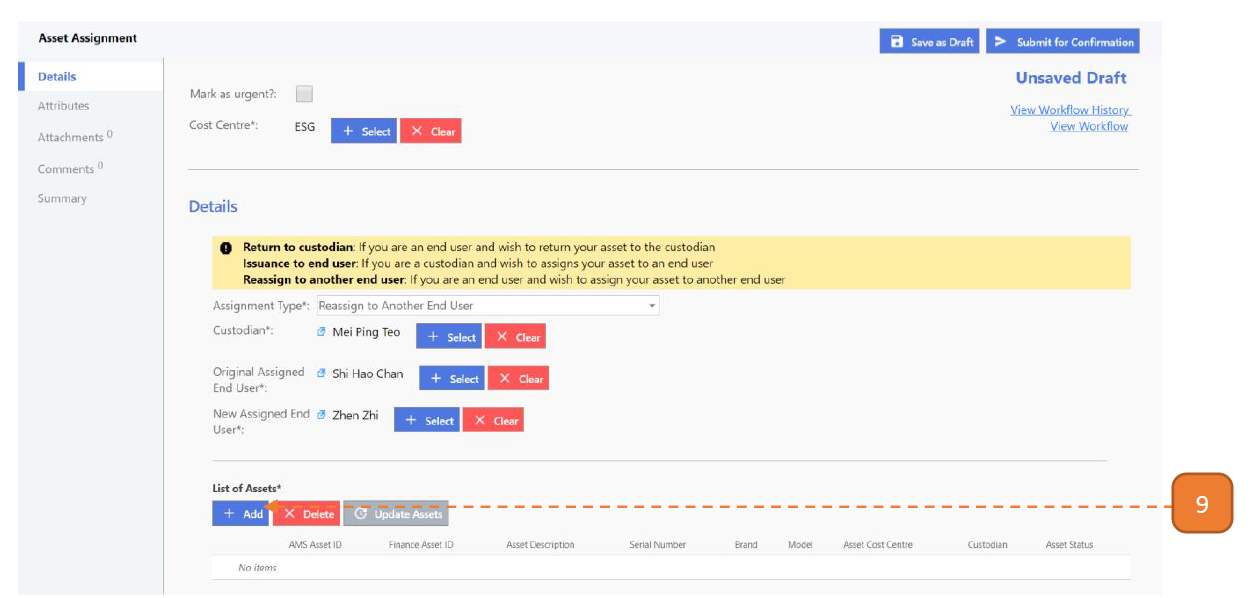 Asset Assignment
Save as Draft
Submit for Confirmation
Details
Attributes
Attachments 0
Comments 0
Summary
Unsaved Draft
View Workflow History
View Workflow
Mark as urgent?:
Cost Centre*: ESG + Select × Clear
Details
Return to custodian: If you are an end user and wish to return your asset to the custodian
Issuance to end user: If you are a custodian and wish to assigns your asset to an end user
Reassign to another end user: If you are an end user and wish to assign your asset to another end user
Assignment Type*: Reassign to Another End User
Custodian*: Mei Ping Teo + Select × Clear
Original Assigned
End User*: Shi Hao Chan + Select × Clear
New Assigned End
User*: Zhen Zhi + Select × Clear
List of Assets*
+ Add × Delete Update Assets
9
AMS Asset ID Finance Asset ID Asset Description Serial Number Brand Model Asset Cost Centre Custodian Asset Status
No items